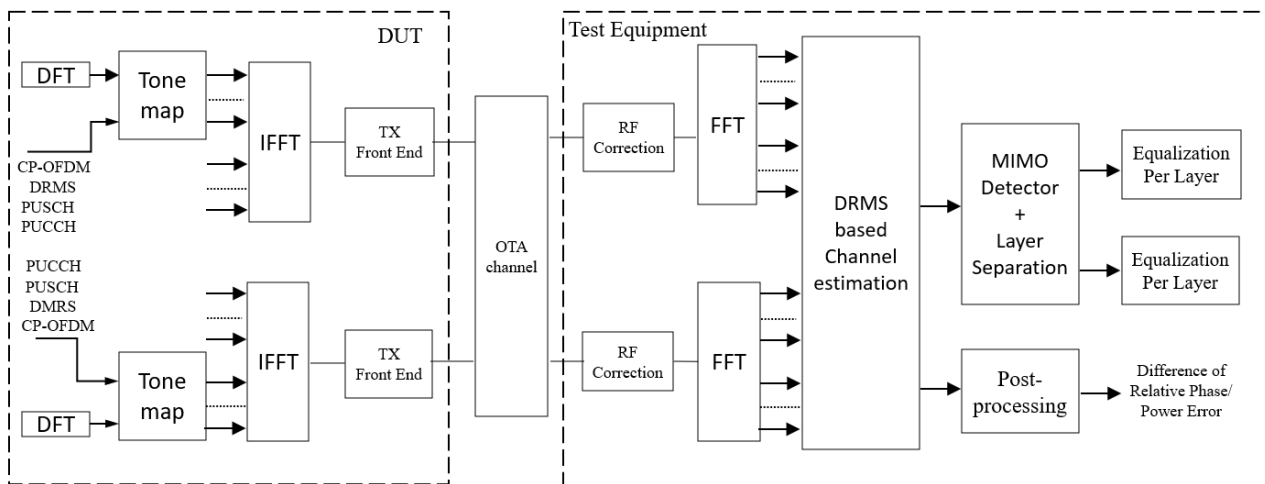 DUT
DFT
Tone
map
CP-OFDM
DRMS
PUSCH
PUCCH
IFFT
TX
Front End
PUCCH
PUSCH
DMRS
CP-OFDM
DFT
Tone
map
IFFT
TX
Front End
OTA
channel
Test Equipment
RF
Correction
FFT
RF
Correction
FFT
DRMS
based
Channel
estimation
MIMO
Detector
+
Layer
Separation
Equalization
Per Layer
Equalization
Per Layer
Post-
processing
Difference of
Relative Phase/
Power Error